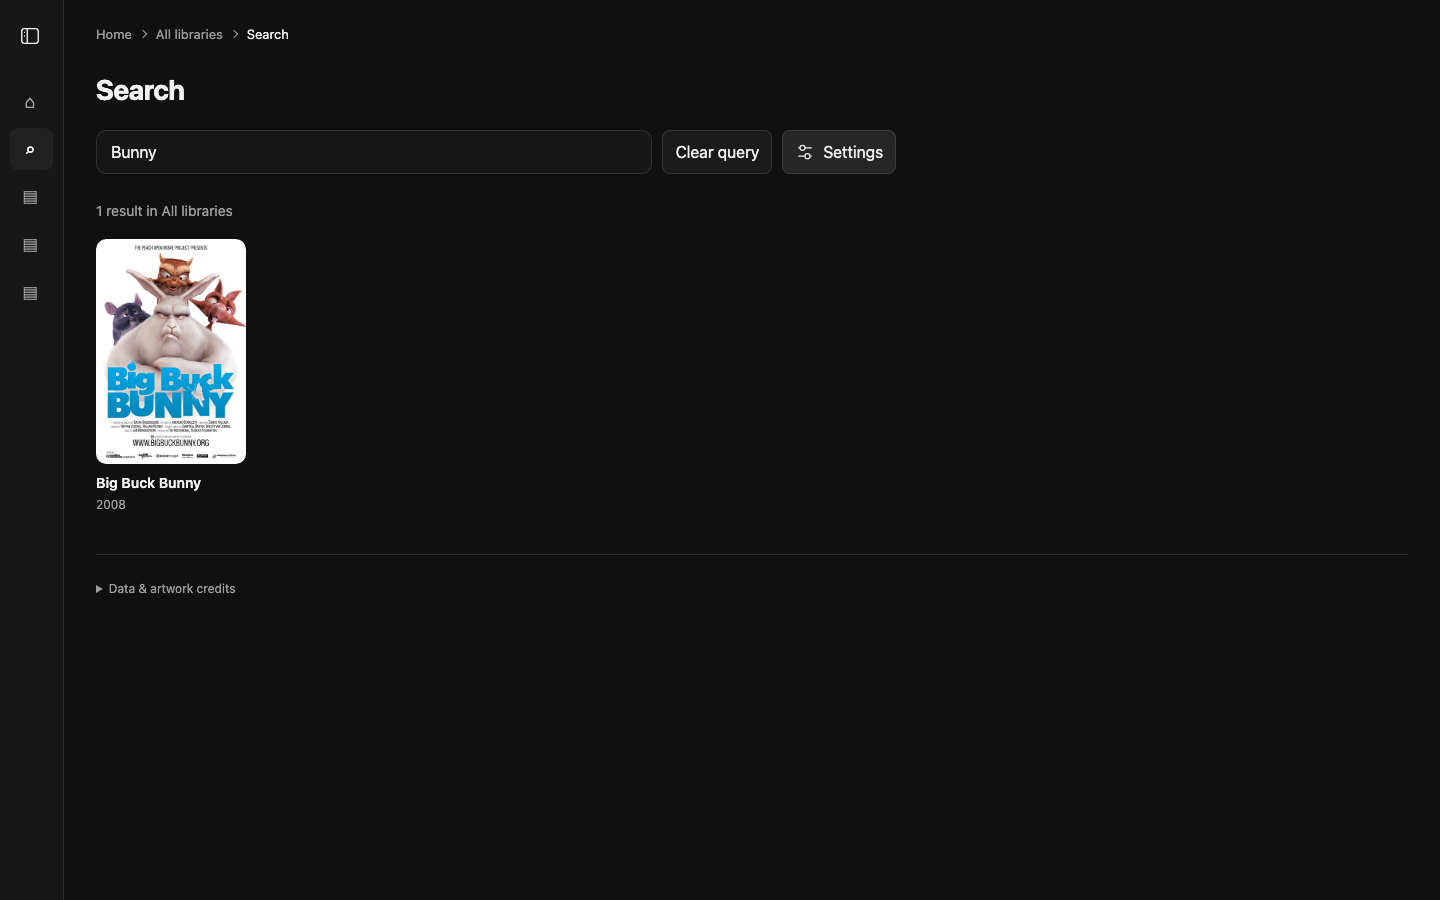 Home
All libraries
Search
Search
Bunny
Clear query
Settings
1 result in All libraries
THE PEACH OPEN MOVIE PROJECT PRESENTS
Big Buck
BUNNY
WWW.BIGBUCKBUNNY.ORG
Big Buck Bunny
2008
Data & artwork credits